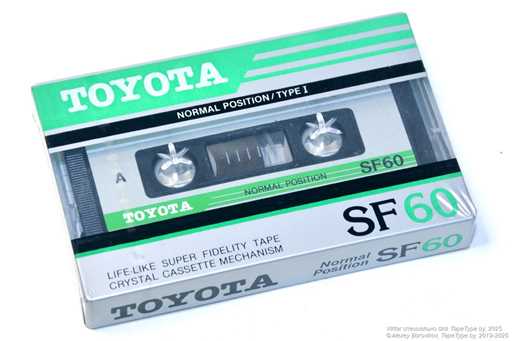 TOYOTA
NORMAL POSITION/TYPE I
A
NORMAL POSITION
SF60
TOYOTA
SF60
LIFE-LIKE SUPER FIDELITY TAPE
CRYSTAL CASSETTE MECHANISM
TOYOTA
Normal
Position
SF60